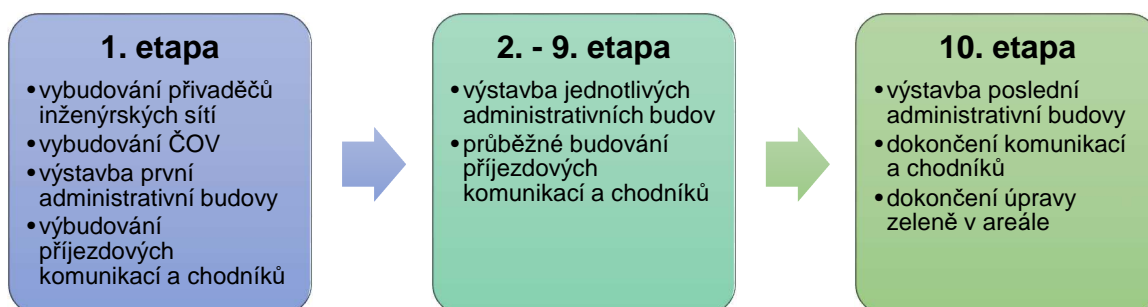 1. etapa
•vybudování přivaděčů
inženýrských sítí
•vybudování ČOV
•výstavba první
administrativní budovy
•výbudování
příjezdových
komunikací a chodníků
2. - 9. etapa
•výstavba jednotlivých
administrativních budov
•průběžné budování
příjezdových
komunikací a chodníků
10. etapa
•výstavba poslední
administrativní budovy
•dokončení komunikací
a chodníků
•dokončení úpravy
zeleně v areále